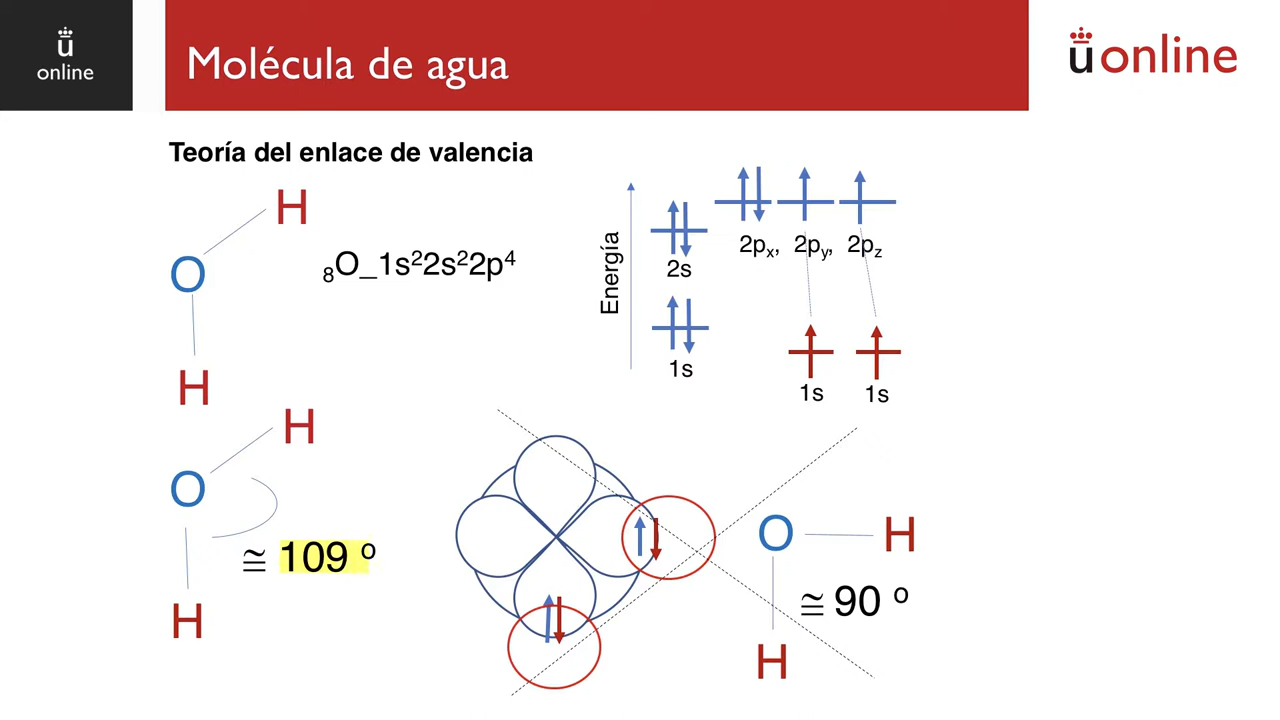 ü
online
Molécula de agua
üonline
Teoría del enlace de valencia
H
O
H
₈O_1s²2s²2p⁴
Energía
2s
2pₓ, 2p_y, 2p_z
1s
1s 1s
H
O
≅ 109 º
H
O H
≅ 90 º
H